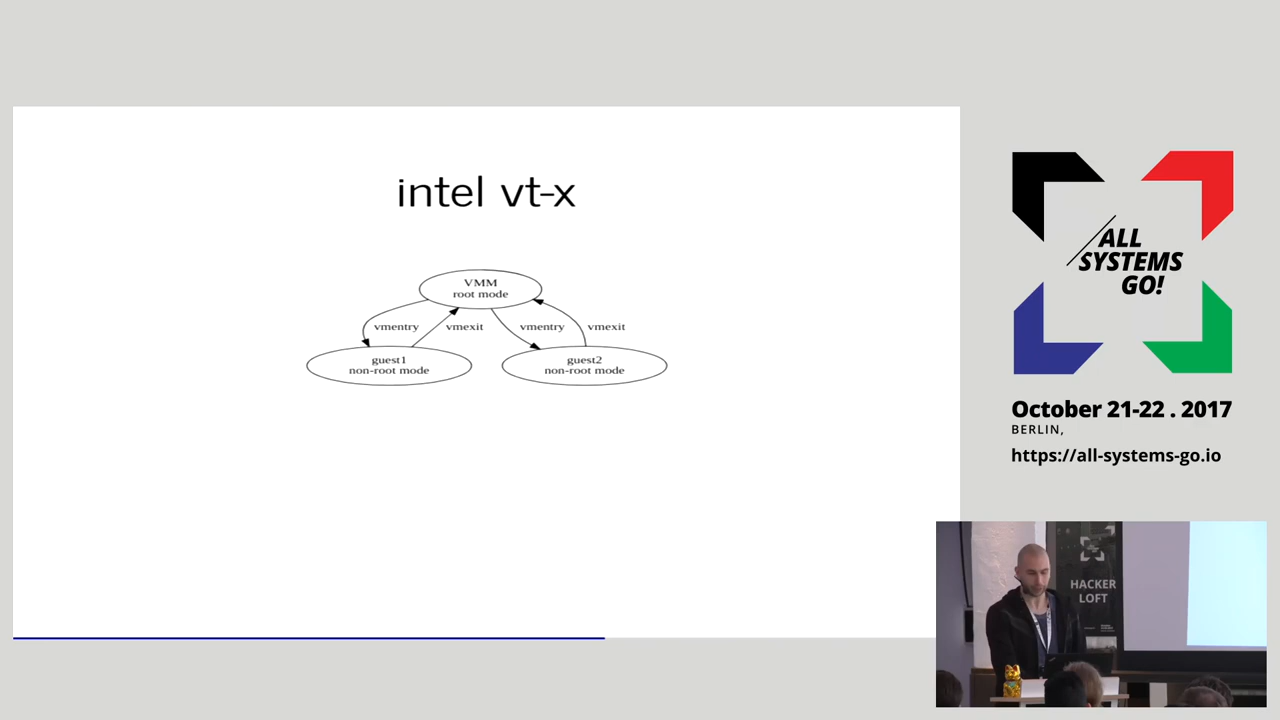 intel vt-x
VMM
root mode
vmentry
vmexit
vmentry
vmexit
guest1
non-root mode
guest2
non-root mode
ALL
SYSTEMS
GO!
October 21-22 . 2017
BERLIN,
https://all-systems-go.io
HACKER
LOFT